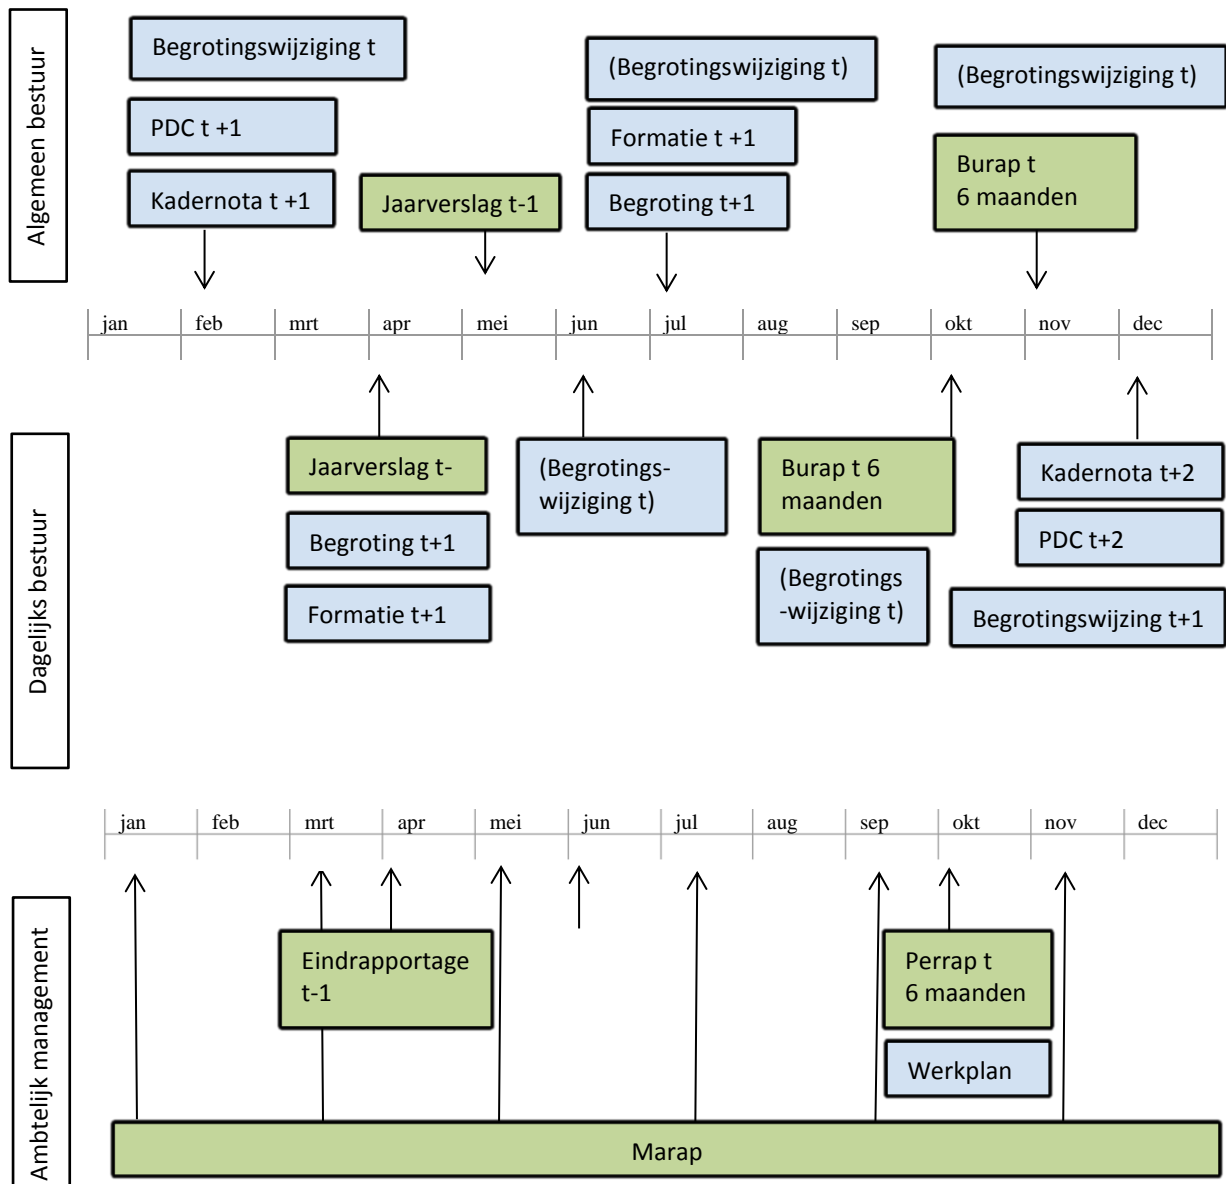 Algemeen bestuur
Begrotingswijziging t
PDC t +1
Kadernota t +1
Jaarverslag t-1
(Begrotingswijziging t)
Formatie t +1
Begroting t+1
(Begrotingswijziging t)
Burap t
6 maanden
jan feb mrt apr mei jun jul aug sep okt nov dec
Dagelijks bestuur
Jaarverslag t-
Begroting t+1
Formatie t+1
(Begrotings-
wijziging t)
Burap t 6
maanden
(Begrotings
-wijziging t)
Kadernota t+2
PDC t+2
Begrotingswijzing t+1
jan feb mrt apr mei jun jul aug sep okt nov dec
Ambtelijk management
Eindrapportage
t-1
Perrap t
6 maanden
Werkplan
Marap